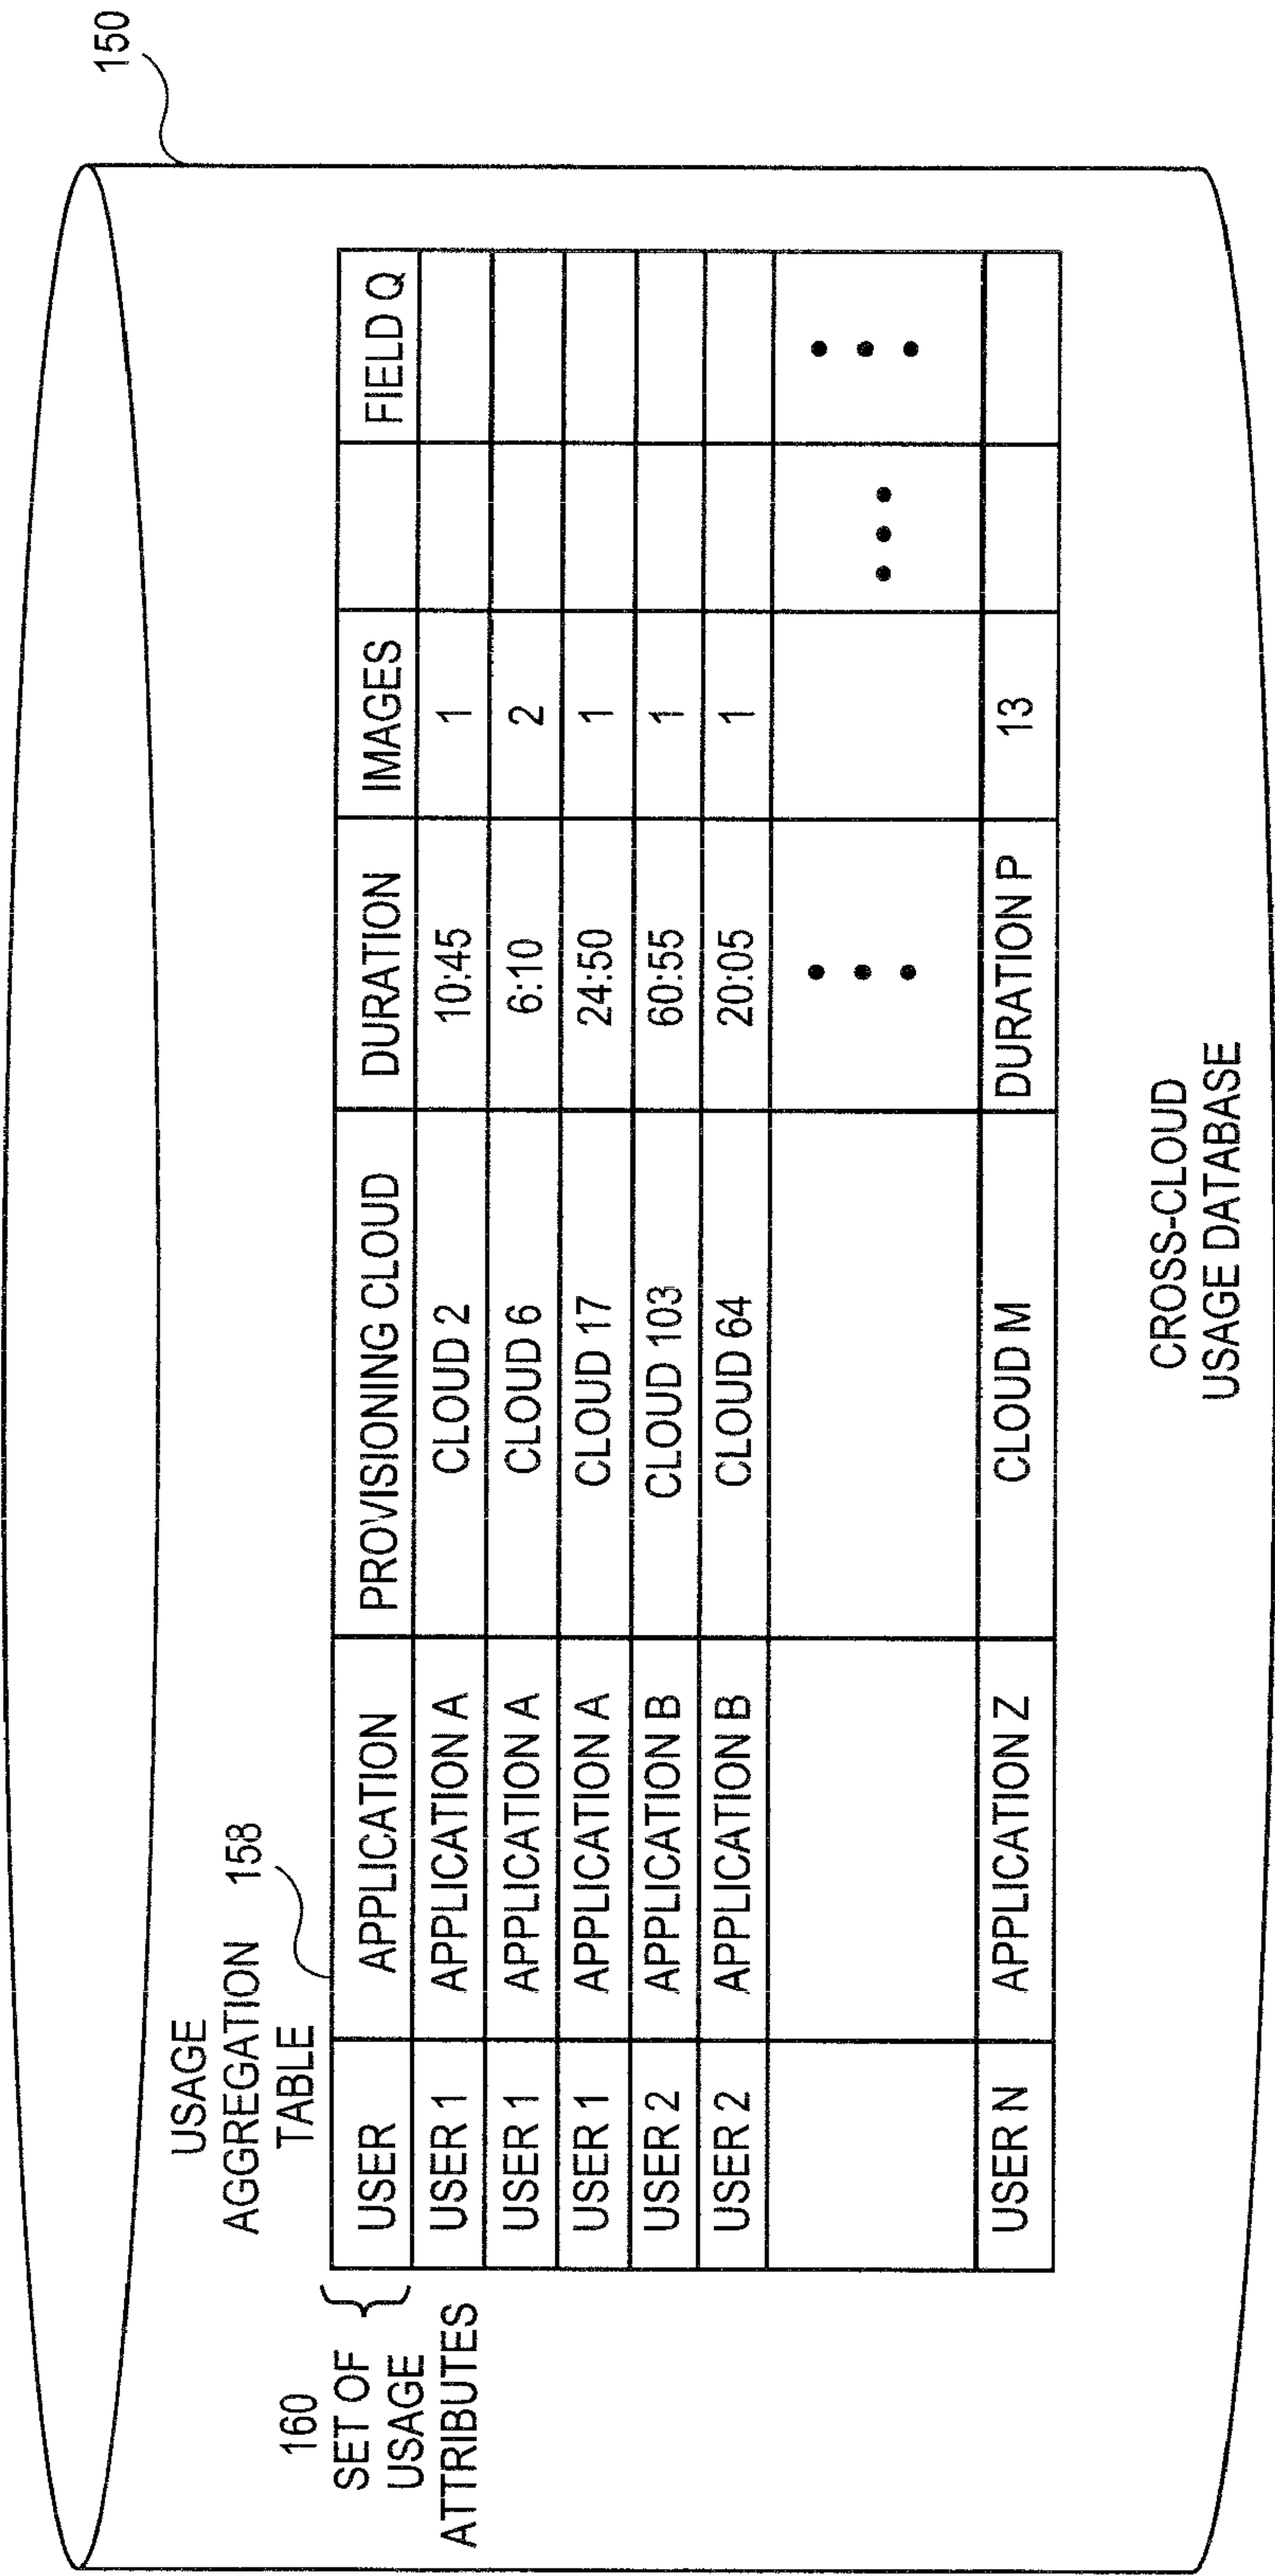 150
USAGE
AGGREGATION 158
TABLE
160
SET OF
USAGE
ATTRIBUTES
USER APPLICATION PROVISIONING CLOUD DURATION IMAGES FIELD Q
USER 1 APPLICATION A CLOUD 2 10:45 1
USER 1 APPLICATION A CLOUD 6 6:10 2
USER 1 APPLICATION A CLOUD 17 24:50 1
USER 2 APPLICATION B CLOUD 103 60:55 1
USER 2 APPLICATION B CLOUD 64 20:05 1
USER N APPLICATION Z CLOUD M DURATION P 13
CROSS-CLOUD
USAGE DATABASE